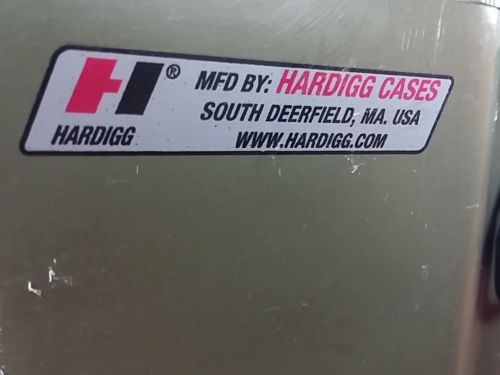 H®
HARDIGG
MFD BY: HARDIGG CASES
SOUTH DEERFIELD, MA. USA
WWW.HARDIGG.COM